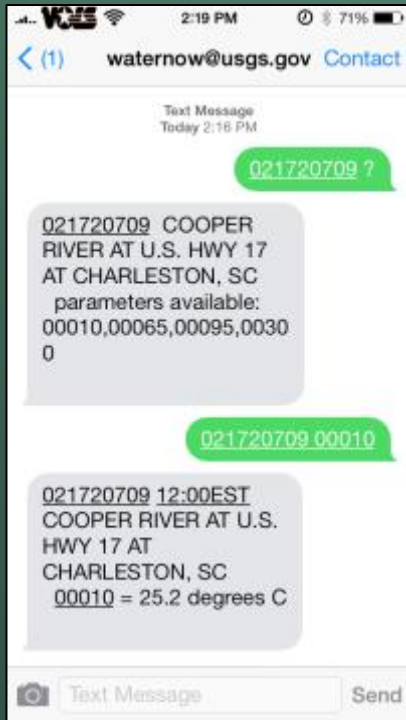 2:19 PM 71%
(1) waternow@usgs.gov Contact
Text Message
Today 2:16 PM
021720709 ?
021720709 COOPER
RIVER AT U.S. HWY 17
AT CHARLESTON, SC
parameters available:
00010,00065,00095,0030
0
021720709 00010
021720709 12:00EST
COOPER RIVER AT U.S.
HWY 17 AT
CHARLESTON, SC
00010 = 25.2 degrees C
Text Message Send